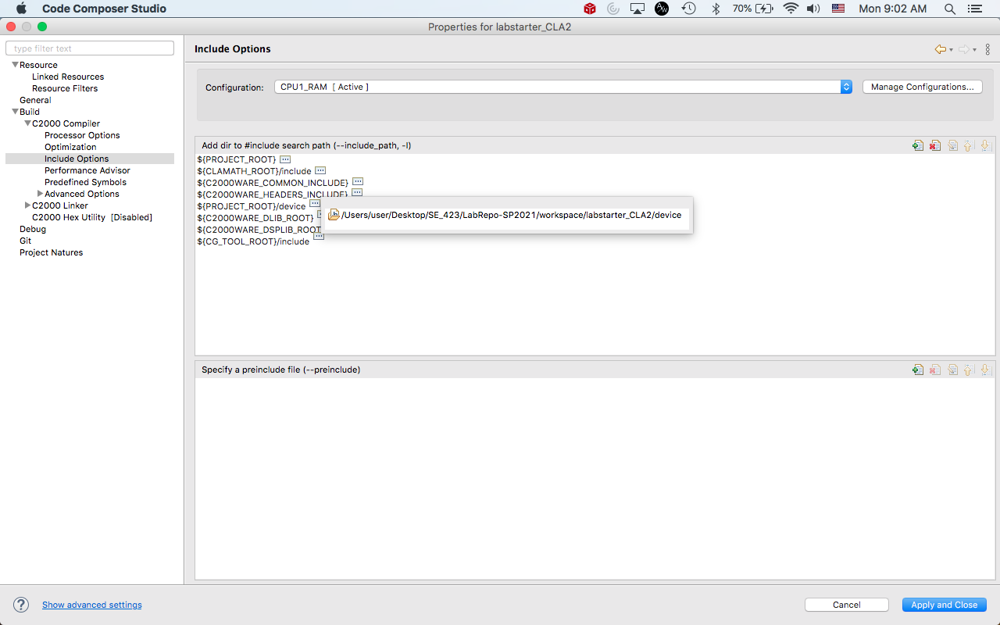 Code Composer Studio
70%
Mon 9:02 AM
Properties for labstarter_CLA2
type filter text
Resource
Linked Resources
Resource Filters
General
Build
C2000 Compiler
Processor Options
Optimization
Include Options
Performance Advisor
Predefined Symbols
Advanced Options
C2000 Linker
C2000 Hex Utility [Disabled]
Debug
Git
Project Natures
Include Options
Configuration:
CPU1_RAM [ Active ]
Manage Configurations...
Add dir to #include search path (--include_path, -I)
${PROJECT_ROOT}
${CLAMATH_ROOT}/include
${C2000WARE_COMMON_INCLUDE}
${C2000WARE_HEADERS_INCLUDE}
${PROJECT_ROOT}/device
/Users/user/Desktop/SE_423/LabRepo-SP2021/workspace/labstarter_CLA2/device
${C2000WARE_DLIB_ROOT}
${C2000WARE_DSPLIB_ROOT
${CG_TOOL_ROOT}/include
Specify a preinclude file (--preinclude)
?
Show advanced settings
Cancel
Apply and Close